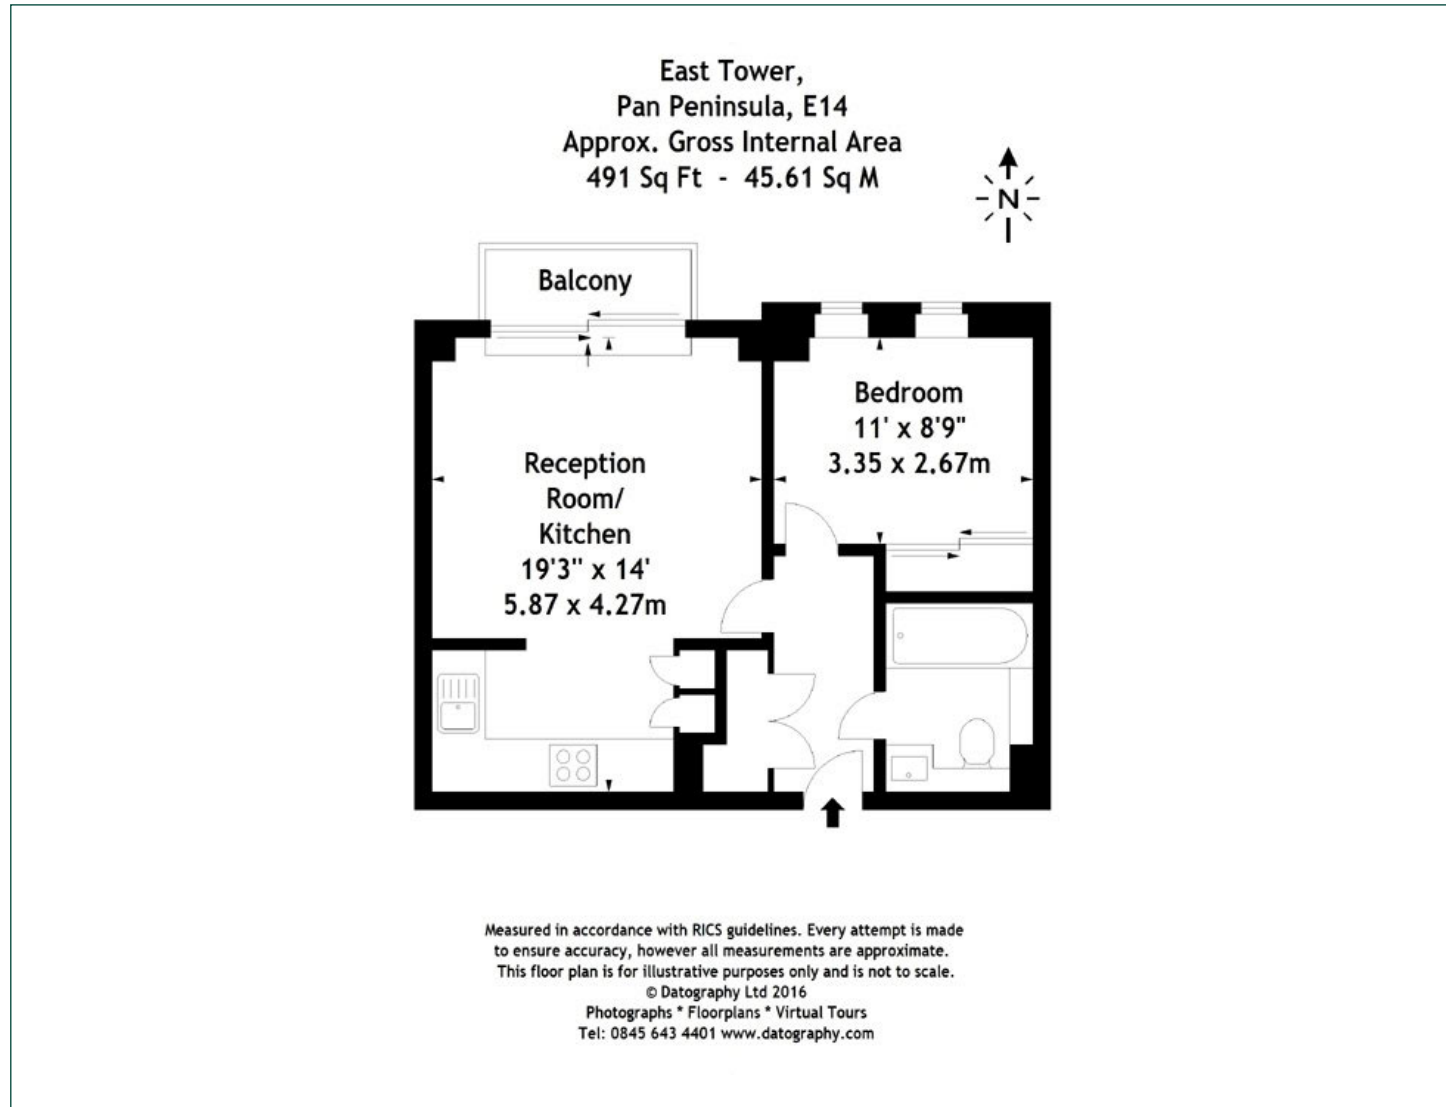 East Tower,
Pan Peninsula, E14
Approx. Gross Internal Area
491 Sq Ft - 45.61 Sq M
N
Balcony
Bedroom
11' x 8'9"
3.35 x 2.67m
Reception
Room/
Kitchen
19'3" x 14'
5.87 x 4.27m
Measured in accordance with RICS guidelines. Every attempt is made
to ensure accuracy, however all measurements are approximate.
This floor plan is for illustrative purposes only and is not to scale.
© Datography Ltd 2016
Photographs * Floorplans * Virtual Tours
Tel: 0845 643 4401 www.datography.com